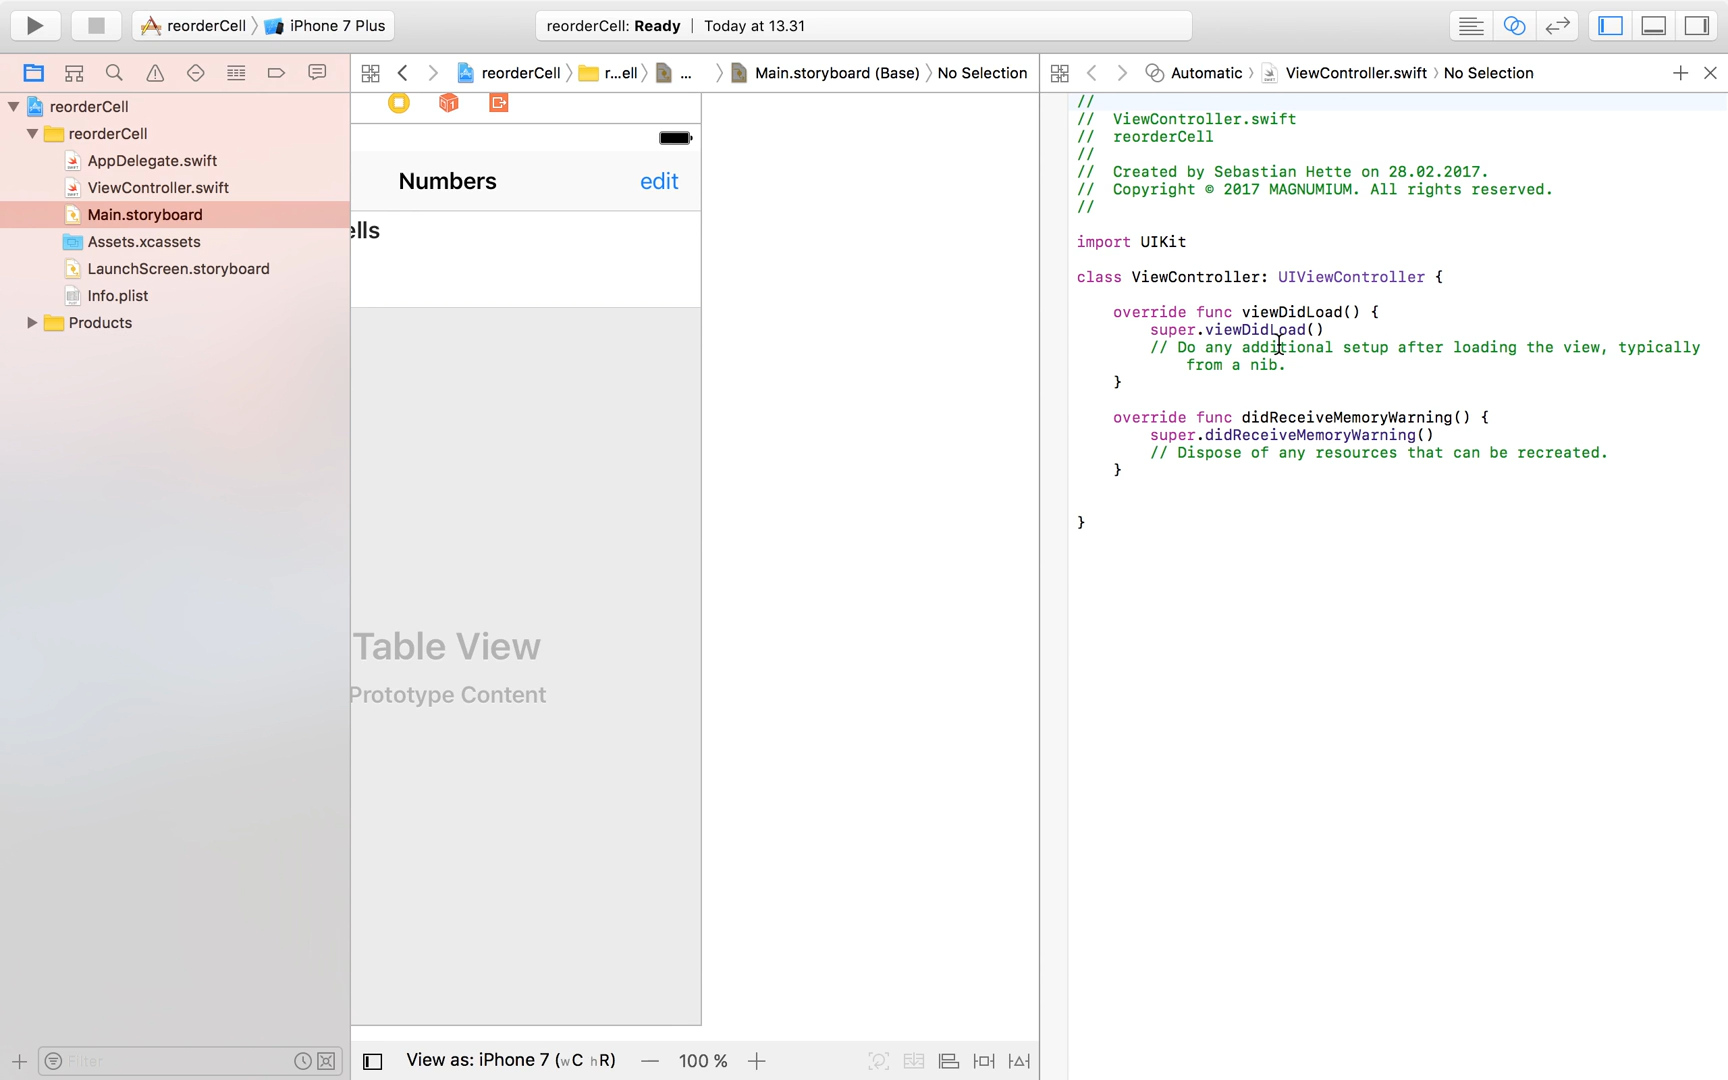 reorderCell iPhone 7 Plus
reorderCell: Ready | Today at 13.31
reorderCell r...ell ... Main.storyboard (Base) No Selection
Automatic ViewController.swift No Selection
reorderCell
reorderCell
AppDelegate.swift
ViewController.swift
Main.storyboard
Assets.xcassets
LaunchScreen.storyboard
Info.plist
Products
Filter
Numbers edit
ells
Table View
Prototype Content
View as: iPhone 7 (wC hR) — 100 % +
//
// ViewController.swift
// reorderCell
//
// Created by Sebastian Hette on 28.02.2017.
// Copyright © 2017 MAGNUMIUM. All rights reserved.
//
import UIKit
class ViewController: UIViewController {
override func viewDidLoad() {
super.viewDidLoad()
// Do any additional setup after loading the view, typically
from a nib.
}
override func didReceiveMemoryWarning() {
super.didReceiveMemoryWarning()
// Dispose of any resources that can be recreated.
}
}